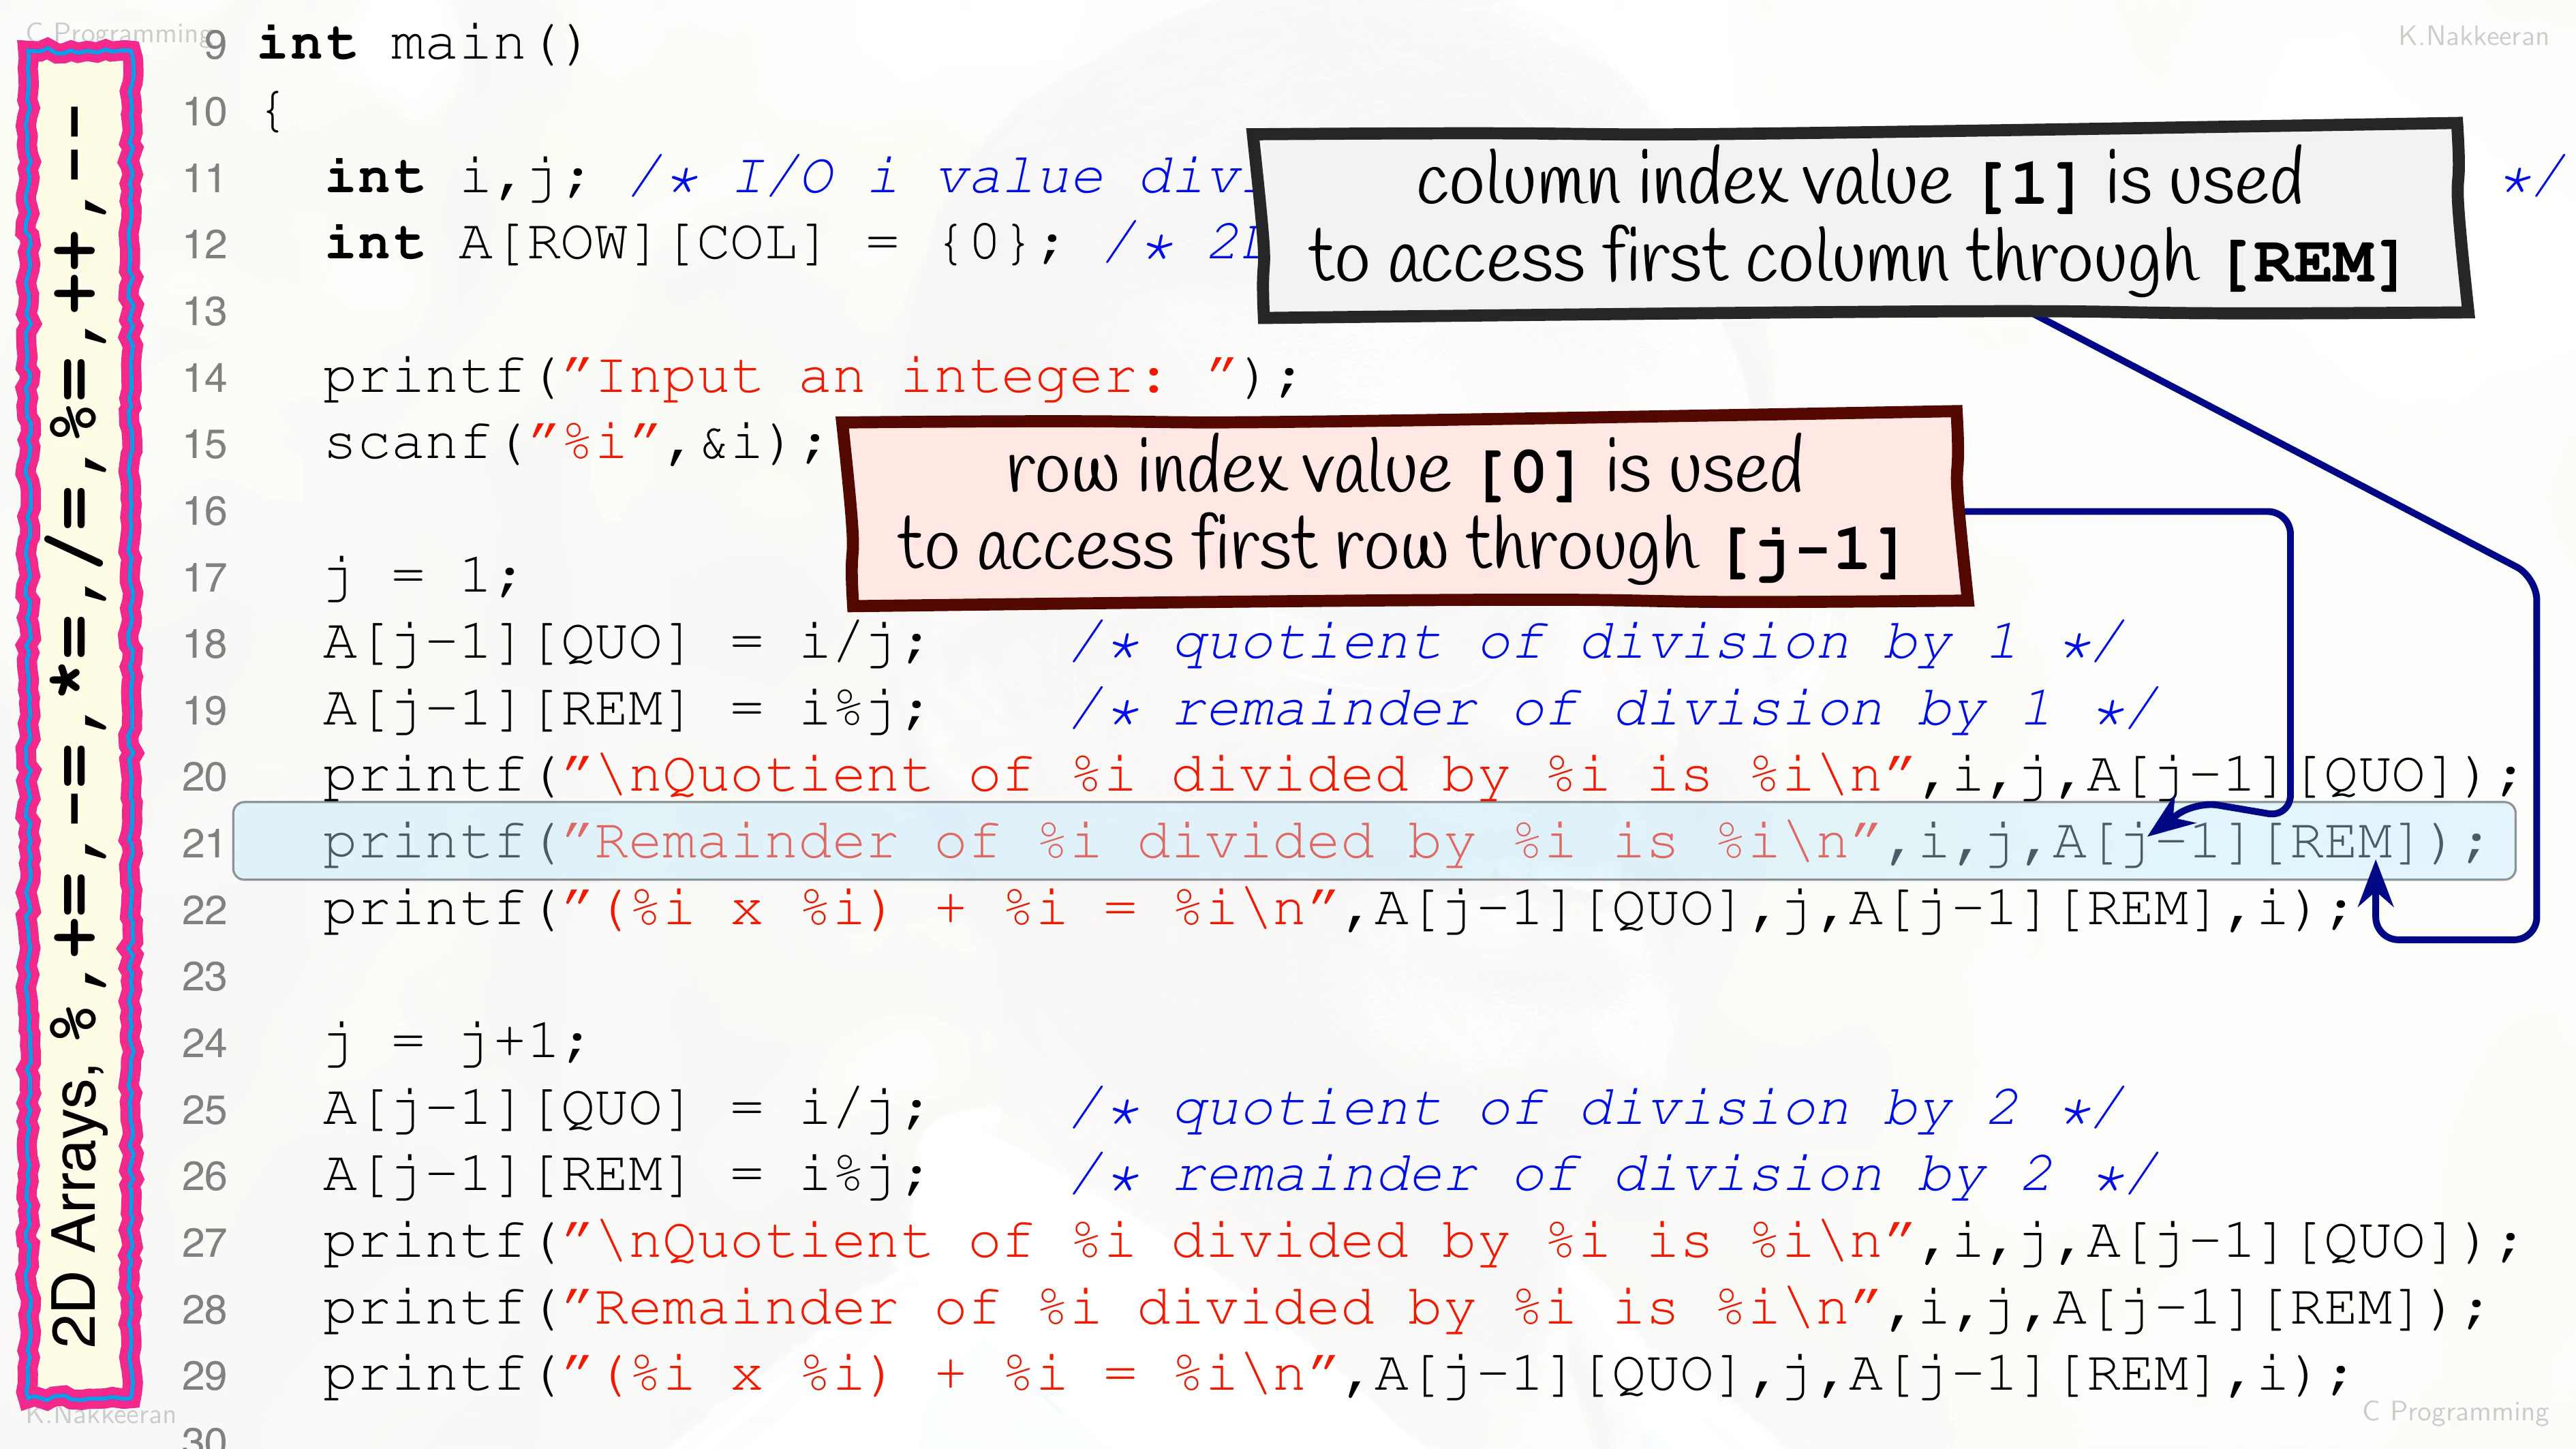 C Programming
K.Nakkeeran
2D Arrays, %,+=,-=,*=,/=,%=,++,--
9 int main()
10 {
11 int i,j; /* I/O i value */
12 int A[ROW][COL] = {0}; /*
column index value [1] is used
to access first column through [REM]
13
14 printf("Input an integer: ");
15 scanf("%i",&i);
row index value [0] is used
to access first row through [j-1]
16
17 j = 1;
18 A[j-1][QUO] = i/j; /* quotient of division by 1 */
19 A[j-1][REM] = i%j; /* remainder of division by 1 */
20 printf("\nQuotient of %i divided by %i is %i\n",i,j,A[j-1][QUO]);
21 printf("Remainder of %i divided by %i is %i\n",i,j,A[j-1][REM]);
22 printf("(%i x %i) + %i = %i\n",A[j-1][QUO],j,A[j-1][REM],i);
23
24 j = j+1;
25 A[j-1][QUO] = i/j; /* quotient of division by 2 */
26 A[j-1][REM] = i%j; /* remainder of division by 2 */
27 printf("\nQuotient of %i divided by %i is %i\n",i,j,A[j-1][QUO]);
28 printf("Remainder of %i divided by %i is %i\n",i,j,A[j-1][REM]);
29 printf("(%i x %i) + %i = %i\n",A[j-1][QUO],j,A[j-1][REM],i);
30
K.Nakkeeran
C Programming